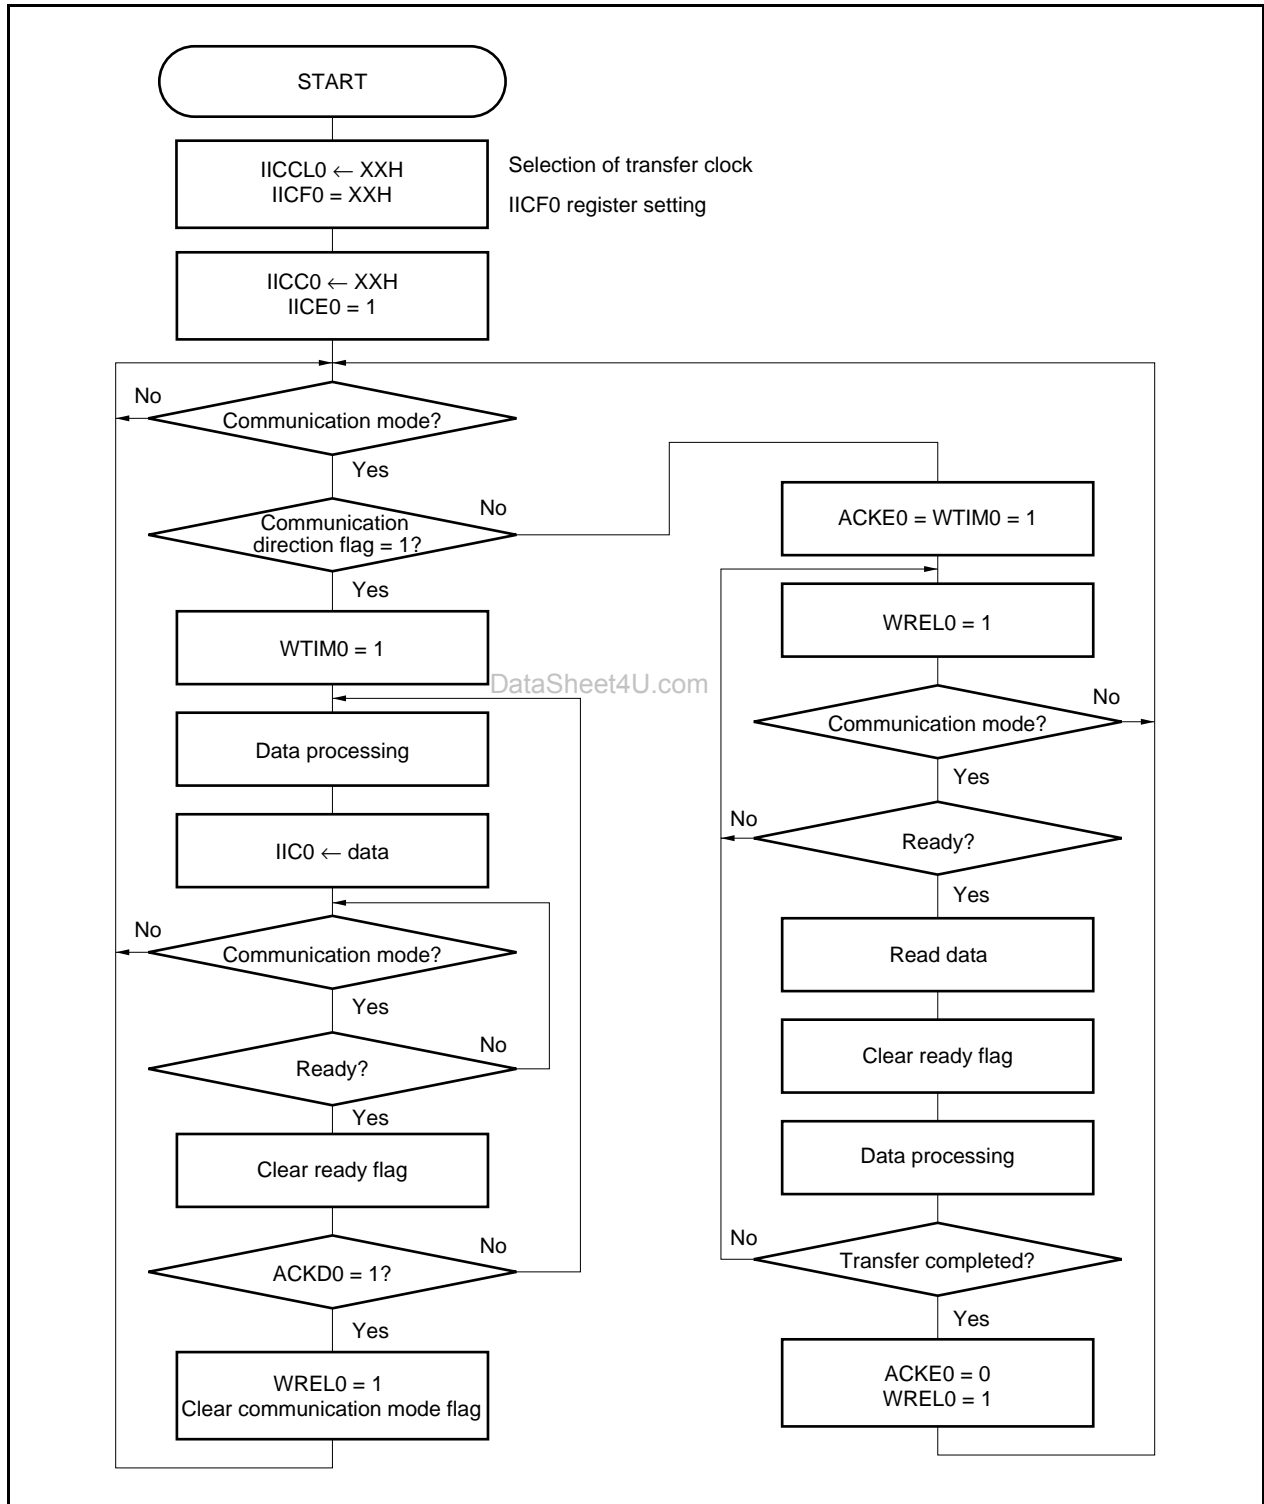 START
IICCL0 ← XXH
IICF0 = XXH
Selection of transfer clock
IICF0 register setting
IICC0 ← XXH
IICE0 = 1
No
Communication mode?
Yes
Communication
direction flag = 1?
No
Yes
WTIM0 = 1
Data processing
IIC0 ← data
No
Communication mode?
Yes
Ready?
No
Yes
Clear ready flag
ACKD0 = 1?
No
Yes
WREL0 = 1
Clear communication mode flag
ACKE0 = WTIM0 = 1
WREL0 = 1
Communication mode?
No
Yes
No
Ready?
Yes
Read data
Clear ready flag
Data processing
No
Transfer completed?
Yes
ACKE0 = 0
WREL0 = 1
DataSheet4U.com